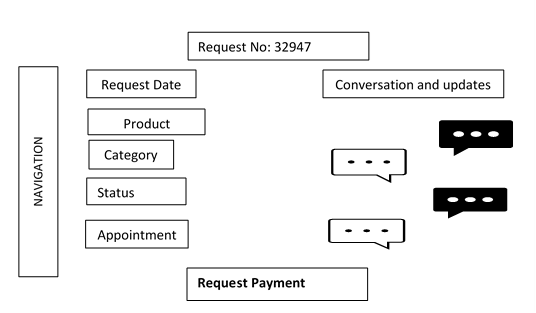 Request No: 32947
Request Date
Conversation and updates
Product
Category
NAVIGATION
Status
Appointment
Request Payment